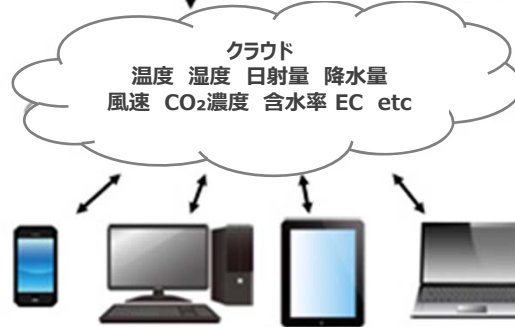 クラウド
温度 湿度 日射量 降水量
風速 CO₂濃度 含水率 EC etc